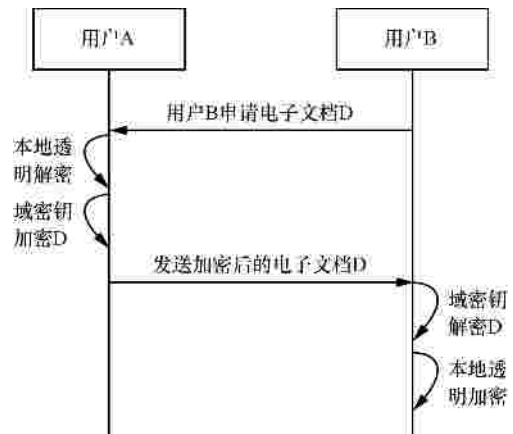 用户A
用户B
用户B申请电子文档D
本地透
明解密
域密钥
加密D
发送加密后的电子文档D
域密钥
解密D
本地透
明加密